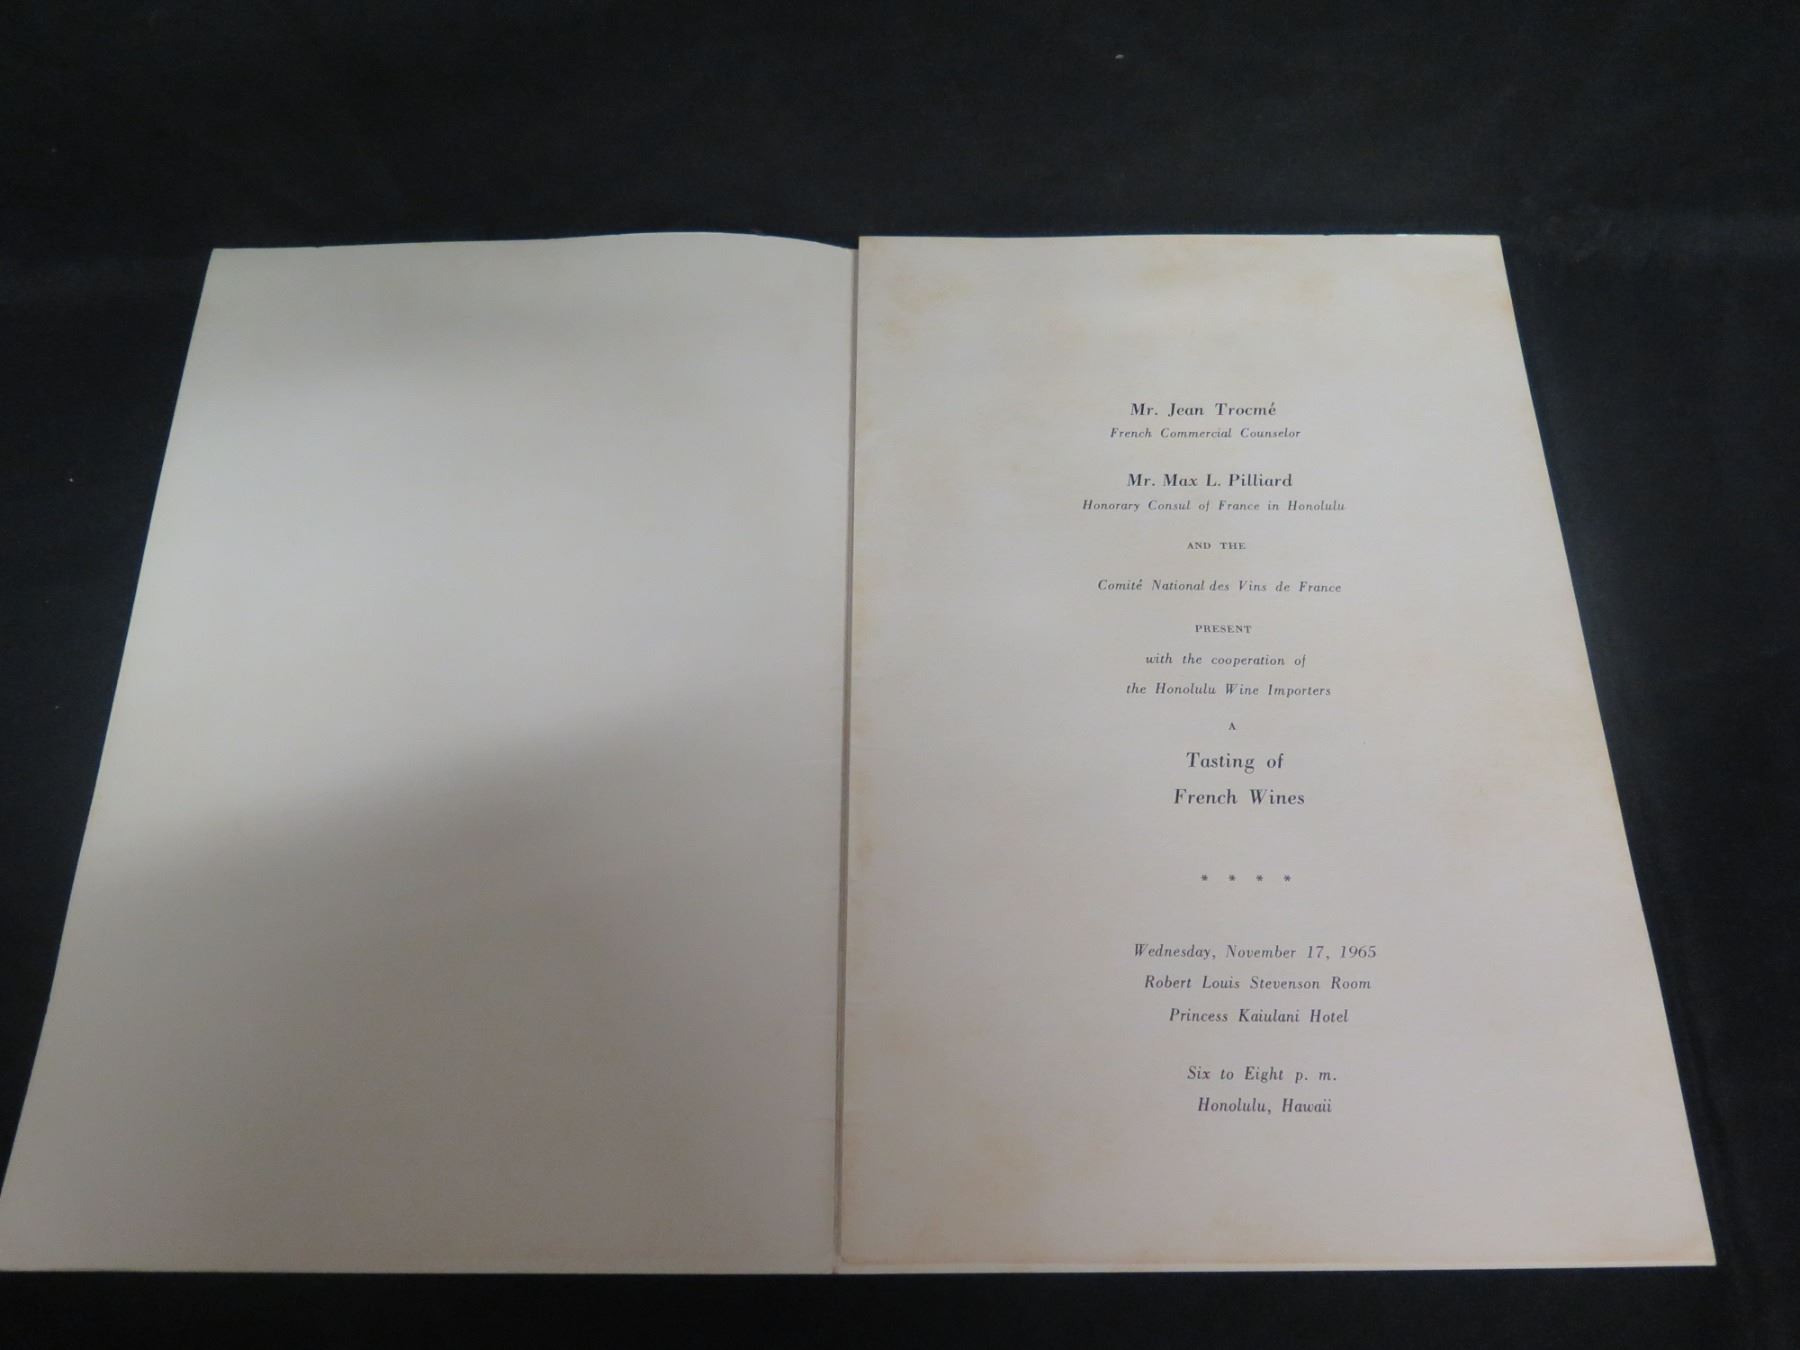 Mr. Jean Trocmé
French Commercial Counselor
Mr. Max L. Pilliard
Honorary Consul of France in Honolulu
AND THE
Comité National des Vins de France
PRESENT
with the cooperation of
the Honolulu Wine Importers
A
Tasting of
French Wines
* * * *
Wednesday, November 17, 1965
Robert Louis Stevenson Room
Princess Kaiulani Hotel
Six to Eight p. m.
Honolulu, Hawaii